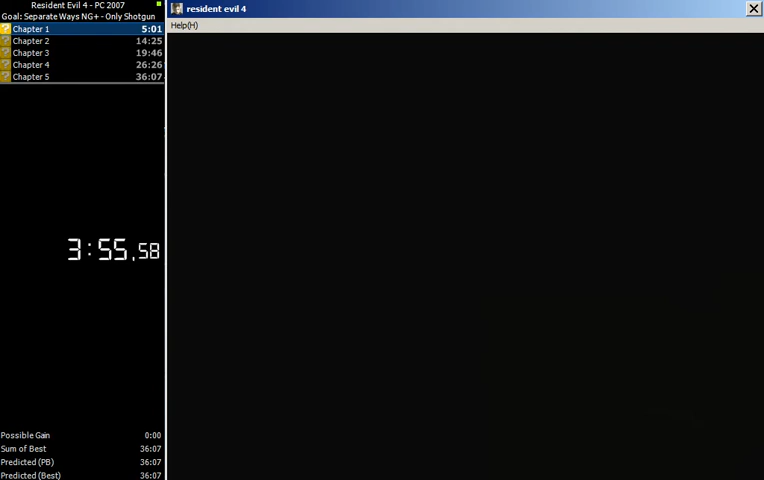 Resident Evil 4 - PC 2007
Goal: Separate Ways NG+ - Only Shotgun
Chapter 1 5:01
Chapter 2 14:25
Chapter 3 19:46
Chapter 4 26:26
Chapter 5 36:07
3:55.58
Possible Gain 0:00
Sum of Best 36:07
Predicted (PB) 36:07
Predicted (Best) 36:07
resident evil 4
Help(H)